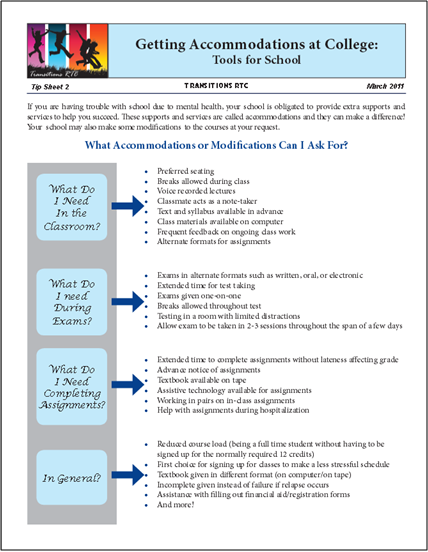 Getting Accommodations at College:
Tools for School
Transitions RTC
Tip Sheet 2
TRANSITIONS RTC
March 2011
If you are having trouble with school due to mental health, your school is obligated to provide extra supports and
services to help you succeed. These supports and services are called accommodations and they can make a difference!
Your school may also make some modifications to the courses at your request.
What Accommodations or Modifications Can I Ask For?
What Do
I Need
In the
Classroom?
• Preferred seating
• Breaks allowed during class
• Voice recorded lectures
• Classmate acts as a note-taker
• Text and syllabus available in advance
• Class materials available on computer
• Frequent feedback on ongoing class work
• Alternate formats for assignments
What Do
I need
During
Exams?
• Exams in alternate formats such as written, oral, or electronic
• Extended time for test taking
• Exams given one-on-one
• Breaks allowed throughout test
• Testing in a room with limited distractions
• Allow exam to be taken in 2-3 sessions throughout the span of a few days
What Do
I Need
Completing
Assignments?
• Extended time to complete assignments without lateness affecting grade
• Advance notice of assignments
• Textbook available on tape
• Assistive technology available for assignments
• Working in pairs on in-class assignments
• Help with assignments during hospitalization
In General?
• Reduced course load (being a full time student without having to be
signed up for the normally required 12 credits)
• First choice for signing up for classes to make a less stressful schedule
• Textbook given in different format (on computer/on tape)
• Incomplete given instead of failure if relapse occurs
• Assistance with filling out financial aid/registration forms
• And more!